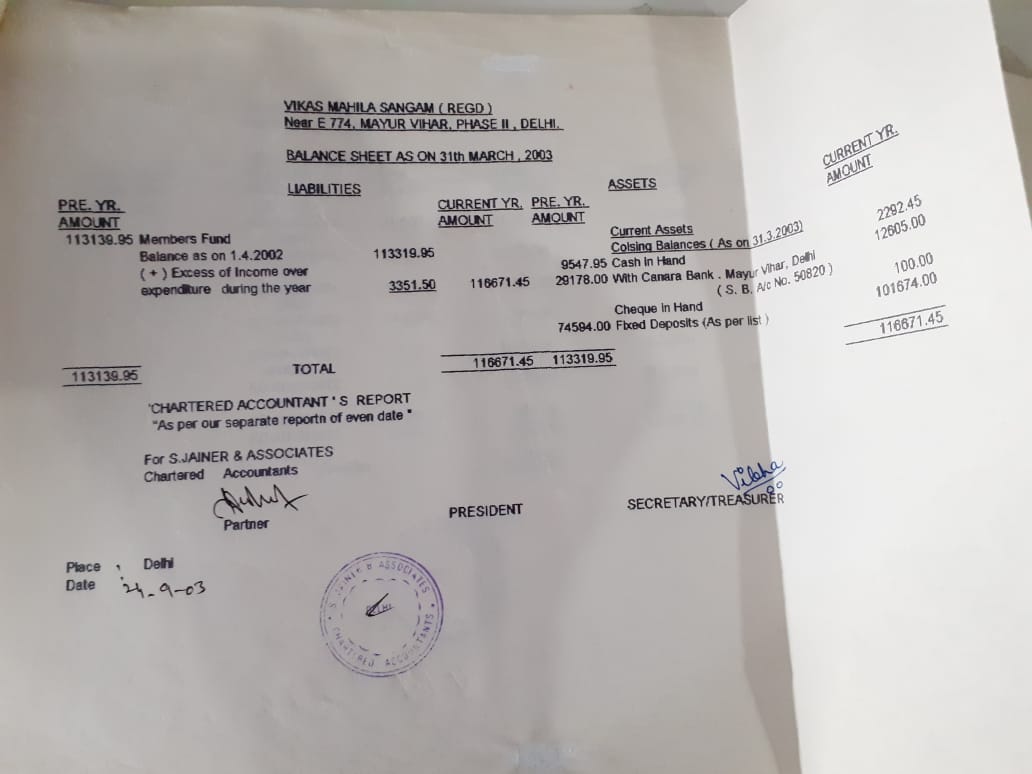 VIKAS MAHILA SANGAM ( REGD )
Near E 774, MAYUR VIHAR, PHASE II , DELHI.
BALANCE SHEET AS ON 31th MARCH , 2003
LIABILITIES ASSETS
PRE. YR. CURRENT YR. PRE. YR. CURRENT YR.
AMOUNT AMOUNT AMOUNT AMOUNT
113139.95 Members Fund Current Assets
Balance as on 1.4.2002 113319.95 Colsing Balances ( As on 31.3.2003)
( + ) Excess of Income over 9547.95 Cash in Hand 2292.45
expenditure during the year 3351.50 116671.45 29178.00 With Canara Bank . Mayur Vihar, Delhi 12605.00
( S. B. A/c No. 50820 )
Cheque in Hand 100.00
74594.00 Fixed Deposits (As per list ) 101674.00
113139.95 TOTAL 116671.45 113319.95 116671.45
'CHARTERED ACCOUNTANT ' S REPORT
"As per our separate reportn of even date "
For S.JAINER & ASSOCIATES
Chartered Accountants
Partner
PRESIDENT
Vibha
SECRETARY/TREASURER
Place , Delhi
Date : 24-9-03
S. JAINER & ASSOCIATES
DELHI
CHARTERED ACCOUNTANTS